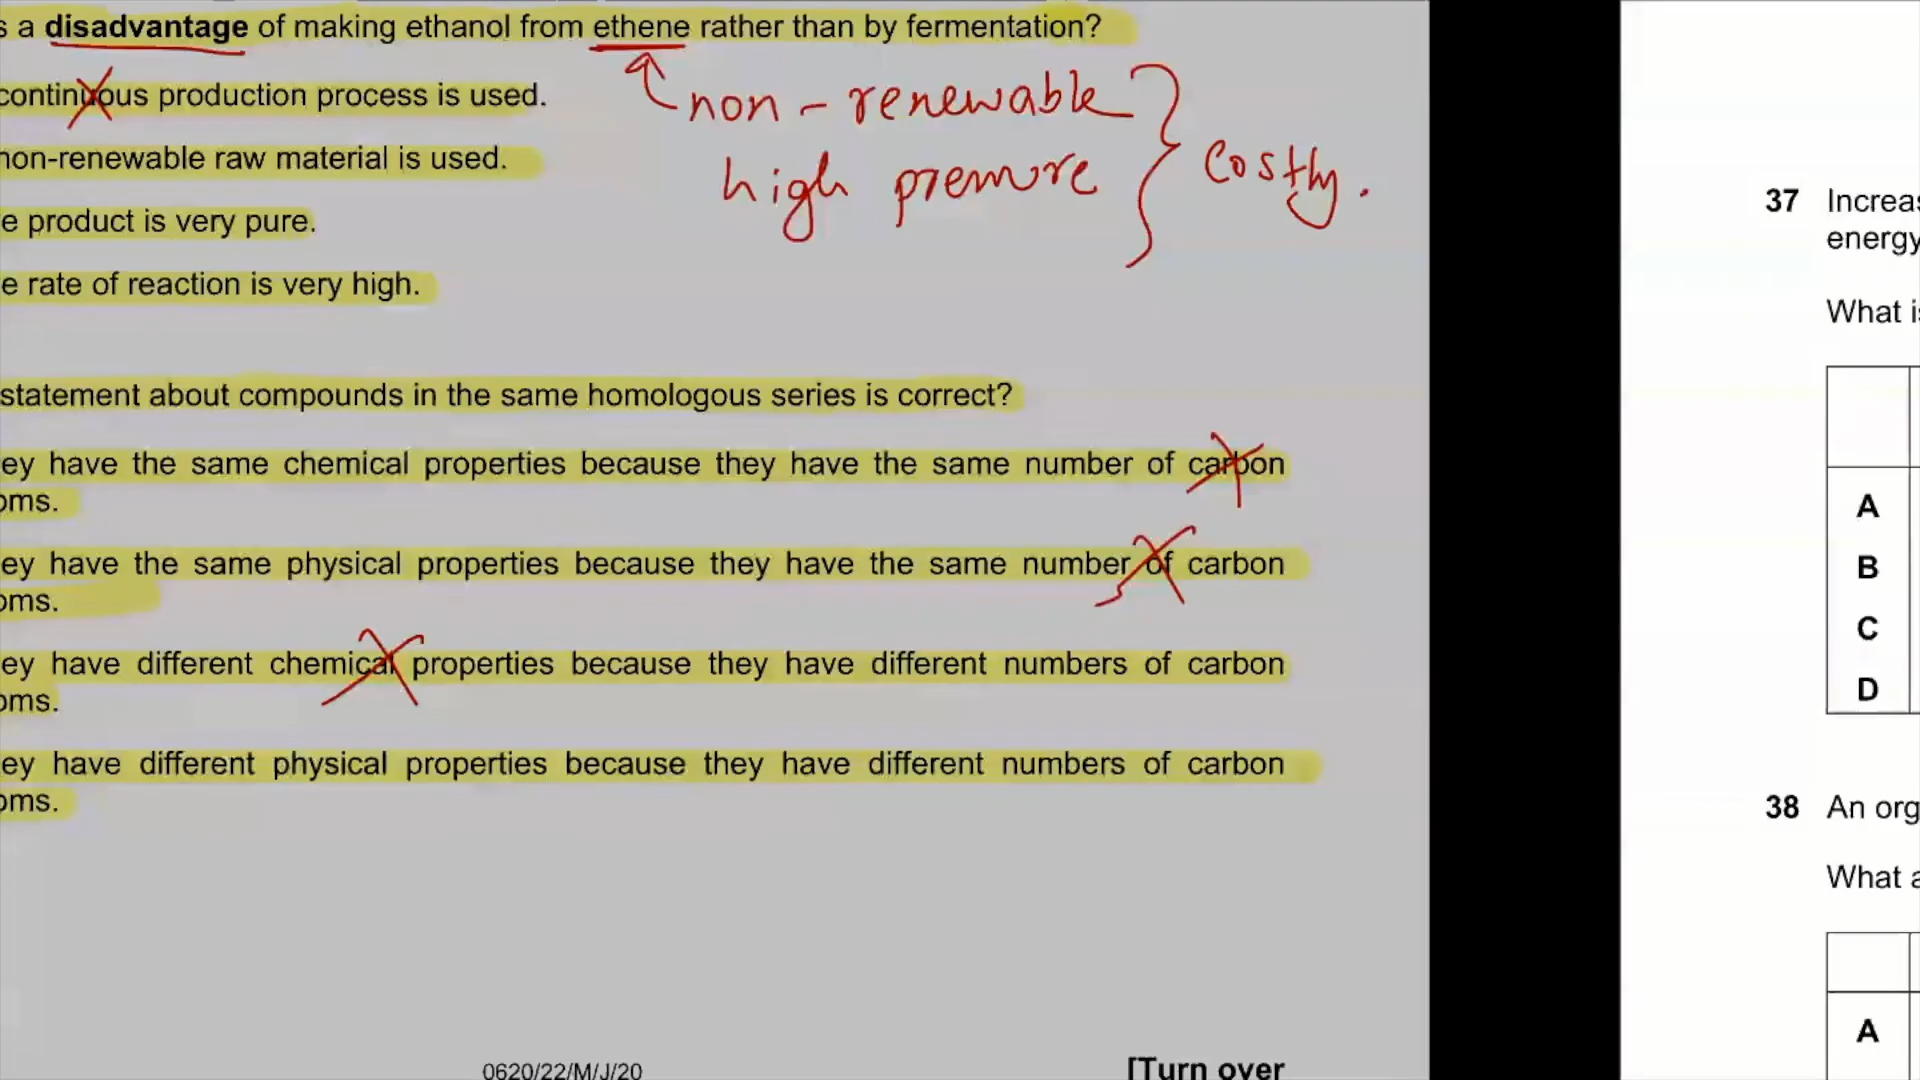 s a disadvantage of making ethanol from ethene rather than by fermentation?
continuous production process is used.
non-renewable
non-renewable raw material is used.
high pressure
costly.
e product is very pure.
e rate of reaction is very high.
statement about compounds in the same homologous series is correct?
ey have the same chemical properties because they have the same number of carbon
oms.
ey have the same physical properties because they have the same number of carbon
oms.
ey have different chemical properties because they have different numbers of carbon
oms.
ey have different physical properties because they have different numbers of carbon
oms.
0620/22/M/J/20
[Turn over
37 Increas
energy
What is
A
B
C
D
38 An org
What a
A